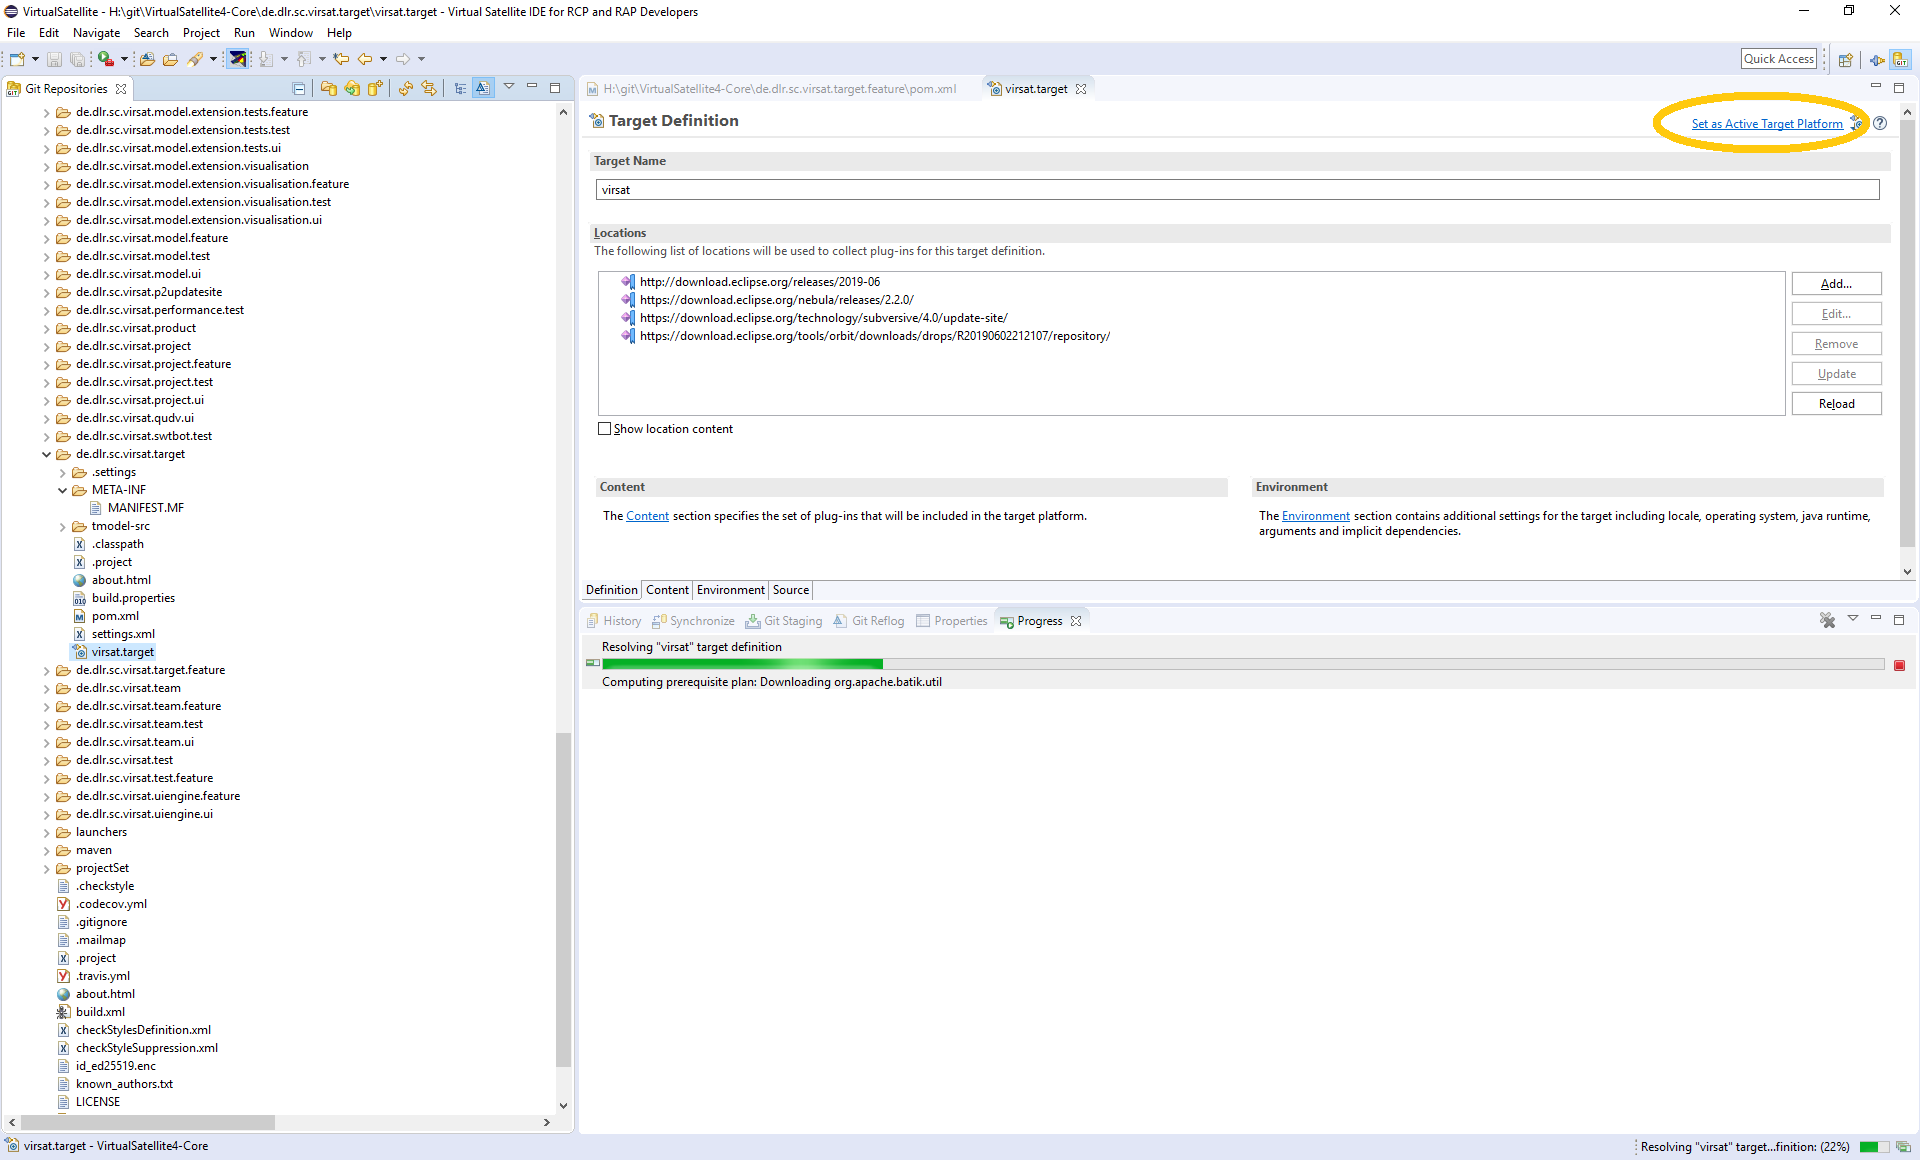 VirtualSatellite - H:\git\VirtualSatellite4-Core\de.dlr.sc.virsat.target\virsat.target - Virtual Satellite IDE for RCP and RAP Developers
File Edit Navigate Search Project Run Window Help
Quick Access
Git Repositories
de.dlr.sc.virsat.model.extension.tests.feature
de.dlr.sc.virsat.model.extension.tests.test
de.dlr.sc.virsat.model.extension.tests.ui
de.dlr.sc.virsat.model.extension.visualisation
de.dlr.sc.virsat.model.extension.visualisation.feature
de.dlr.sc.virsat.model.extension.visualisation.test
de.dlr.sc.virsat.model.extension.visualisation.ui
de.dlr.sc.virsat.model.feature
de.dlr.sc.virsat.model.test
de.dlr.sc.virsat.model.ui
de.dlr.sc.virsat.p2updatesite
de.dlr.sc.virsat.performance.test
de.dlr.sc.virsat.product
de.dlr.sc.virsat.project
de.dlr.sc.virsat.project.feature
de.dlr.sc.virsat.project.test
de.dlr.sc.virsat.project.ui
de.dlr.sc.virsat.qudv.ui
de.dlr.sc.virsat.swtbot.test
de.dlr.sc.virsat.target
.settings
META-INF
MANIFEST.MF
tmodel-src
.classpath
.project
about.html
build.properties
pom.xml
settings.xml
virsat.target
de.dlr.sc.virsat.target.feature
de.dlr.sc.virsat.team
de.dlr.sc.virsat.team.feature
de.dlr.sc.virsat.team.test
de.dlr.sc.virsat.team.ui
de.dlr.sc.virsat.test
de.dlr.sc.virsat.test.feature
de.dlr.sc.virsat.uiengine.feature
de.dlr.sc.virsat.uiengine.ui
launchers
maven
projectSet
.checkstyle
.codecov.yml
.gitignore
.mailmap
.project
.travis.yml
about.html
build.xml
checkStylesDefinition.xml
checkStyleSuppression.xml
id_ed25519.enc
known_authors.txt
LICENSE
H:\git\VirtualSatellite4-Core\de.dlr.sc.virsat.target.feature\pom.xml virsat.target
Target Definition
Set as Active Target Platform
Target Name
virsat
Locations
The following list of locations will be used to collect plug-ins for this target definition.
http://download.eclipse.org/releases/2019-06
https://download.eclipse.org/nebula/releases/2.2.0/
https://download.eclipse.org/technology/subversive/4.0/update-site/
https://download.eclipse.org/tools/orbit/downloads/drops/R20190602212107/repository/
Add...
Edit...
Remove
Update
Reload
Show location content
Content
The Content section specifies the set of plug-ins that will be included in the target platform.
Environment
The Environment section contains additional settings for the target including locale, operating system, java runtime,
arguments and implicit dependencies.
Definition Content Environment Source
History Synchronize Git Staging Git Reflog Properties Progress
Resolving "virsat" target definition
Computing prerequisite plan: Downloading org.apache.batik.util
virsat.target - VirtualSatellite4-Core
Resolving "virsat" target...finition: (22%)